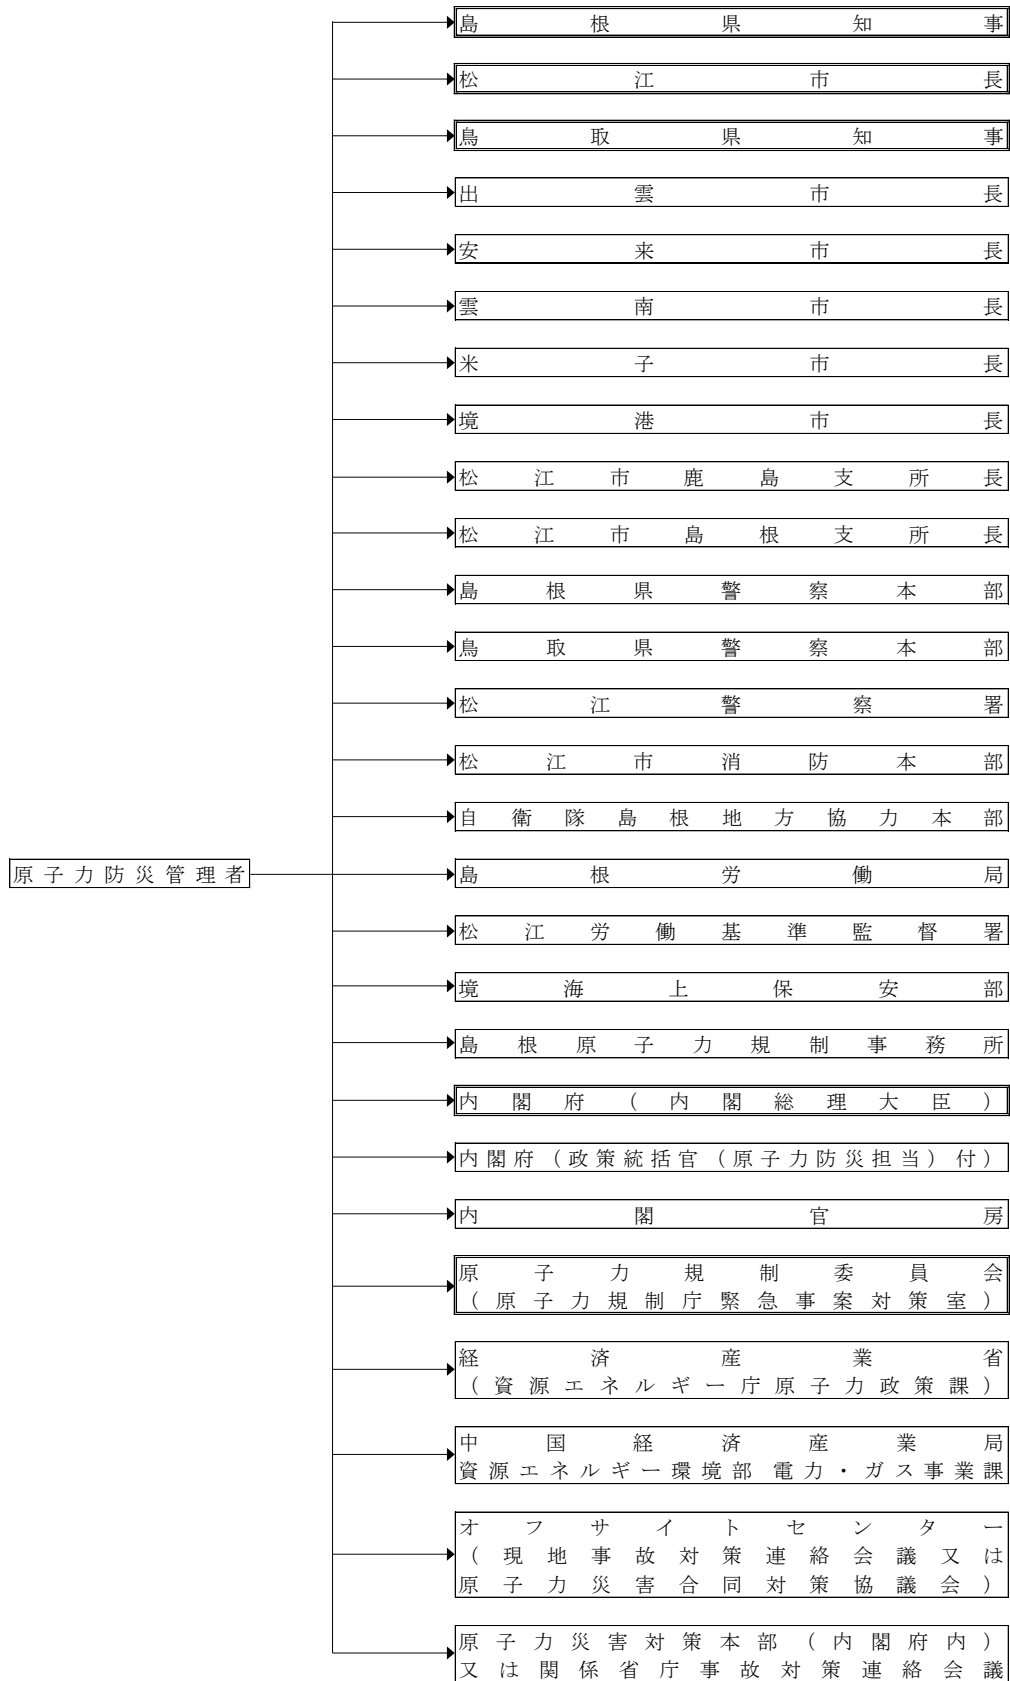 島根県知事
松江市長
鳥取県知事
出雲市長
安来市長
雲南市長
米子市長
境港市長
松江市鹿島支所長
松江市島根支所長
島根県警察本部
鳥取県警察本部
松江警察署
松江市消防本部
自衛隊島根地方協力本部
原子力防災管理者
島根労働局
松江労働基準監督署
境海上保安部
島根原子力規制事務所
内閣府(内閣総理大臣)
内閣府(政策統括官(原子力防災担当)付)
内閣官房
原子力規制委員会
(原子力規制庁緊急事案対策室)
経済産業省
(資源エネルギー庁原子力政策課)
中国経済産業局
資源エネルギー環境部 電力・ガス事業課
オフサイトセンター
(現地事故対策連絡会議又は
原子力災害合同対策協議会)
原子力災害対策本部(内閣府内)
又は関係省庁事故対策連絡会議